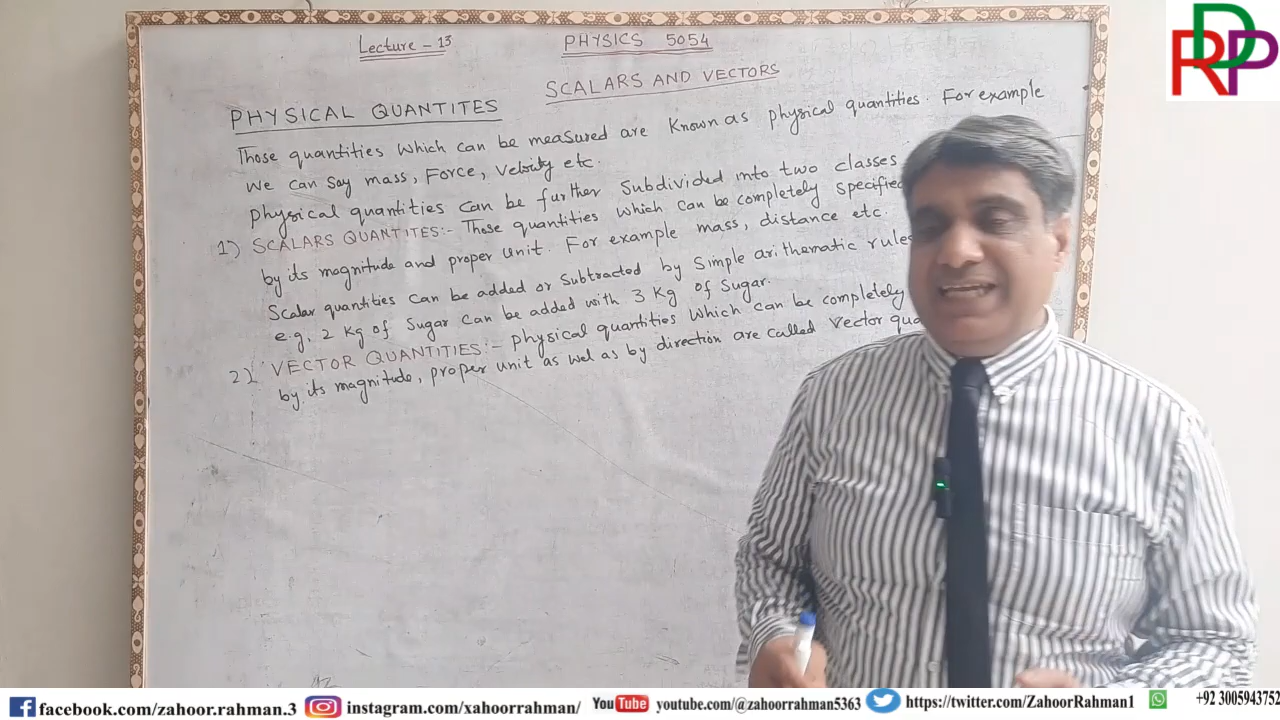 Lecture - 13
PHYSICS 5054
SCALARS AND VECTORS
PHYSICAL QUANTITES
Those quantities which can be measured are Known as physical quantities. For example
We can say mass, Force, Velocity etc.
physical quantities can be further Subdivided into two classes
1) SCALARS QUANTITES:- Those quantities which can be completely specified
by its magnitude and proper unit. For example mass, distance etc.
Scalar quantities can be added or Subtracted by Simple arithematic rules
e.g, 2 Kg of Sugar can be added with 3 Kg of Sugar.
2) VECTOR QUANTITIES:- physical quantities which can be completely
by its magnitude, proper unit as wel as by direction are called Vector qua
RDP
facebook.com/zahoor.rahman.3
instagram.com/xahoorrahman/
YouTube youtube.com/@zahoorrahman5363
https://twitter.com/ZahoorRahman1
+92 3005943752